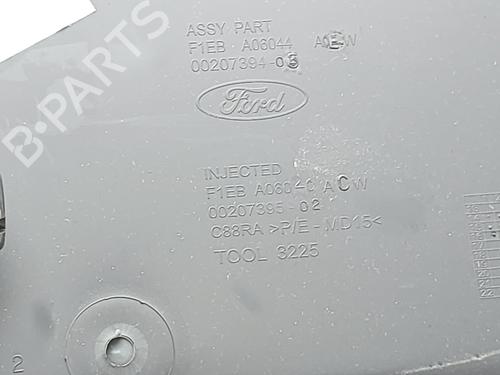 ASSY PART
F1EB A06044 AEW
00207394-03
Ford
INJECTED
F1EB A06040 ACW
00207395-02
C88RA >P/E-MD15<
TOOL 3225
2
B-PARTS